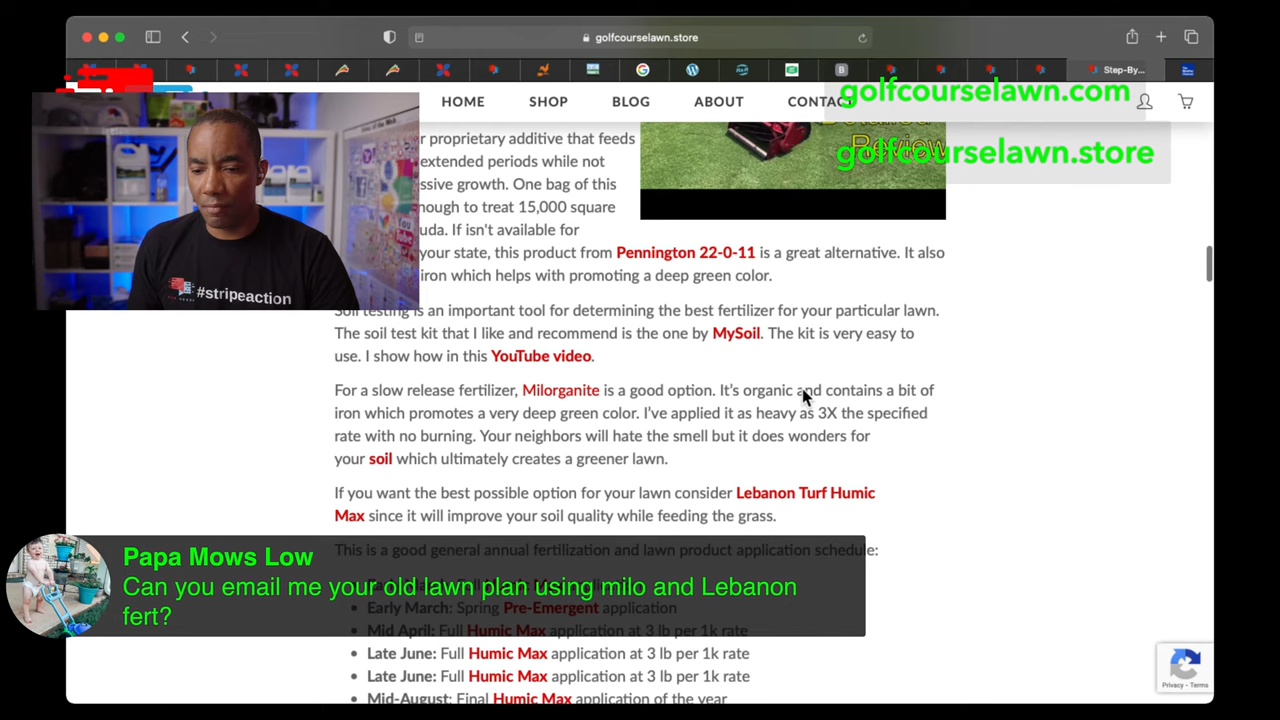 golfcourselawn.store
Step-By...
HOME SHOP BLOG ABOUT CONTACT
golfcourselawn.com
golfcourselawn.store
r proprietary additive that feeds
extended periods while not
ssive growth. One bag of this
nough to treat 15,000 square
uda. If isn't available for
your state, this product from Pennington 22-0-11 is a great alternative. It also
iron which helps with promoting a deep green color.
Review
#stripeaction
Soil testing is an important tool for determining the best fertilizer for your particular lawn.
The soil test kit that I like and recommend is the one by MySoil. The kit is very easy to
use. I show how in this YouTube video.
For a slow release fertilizer, Milorganite is a good option. It's organic and contains a bit of
iron which promotes a very deep green color. I've applied it as heavy as 3X the specified
rate with no burning. Your neighbors will hate the smell but it does wonders for
your soil which ultimately creates a greener lawn.
If you want the best possible option for your lawn consider Lebanon Turf Humic
Max since it will improve your soil quality while feeding the grass.
This is a good general annual fertilization and lawn product application schedule:
Papa Mows Low
Can you email me your old lawn plan using milo and Lebanon
fert?
Early March: Spring Pre-Emergent application
Mid April: Full Humic Max application at 3 lb per 1k rate
Late June: Full Humic Max application at 3 lb per 1k rate
Late June: Full Humic Max application at 3 lb per 1k rate
Mid-August: Final Humic Max application of the year
Privacy - Terms